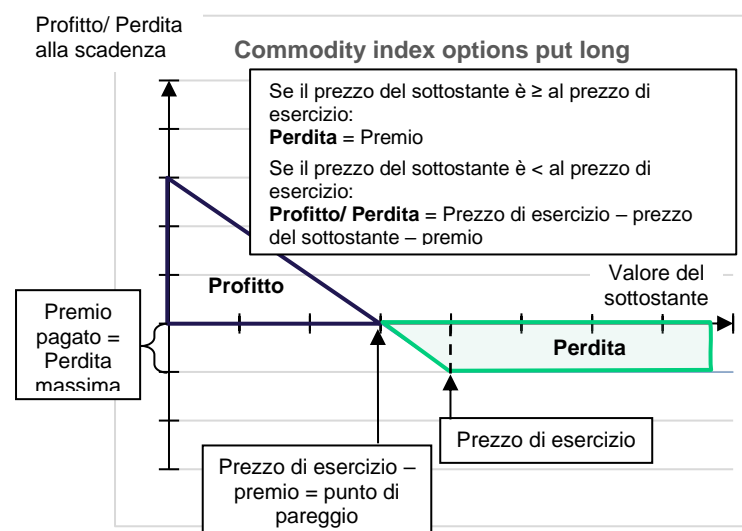 Profitto/ Perdita
alla scadenza
Commodity index options put long
Se il prezzo del sottostante è ≥ al prezzo di
esercizio:
Perdita = Premio
Se il prezzo del sottostante è < al prezzo di
esercizio:
Profitto/ Perdita = Prezzo di esercizio – prezzo
del sottostante – premio
Profitto
Valore del
sottostante
Premio
pagato =
Perdita
massima
Perdita
Prezzo di esercizio
Prezzo di esercizio –
premio = punto di
pareggio